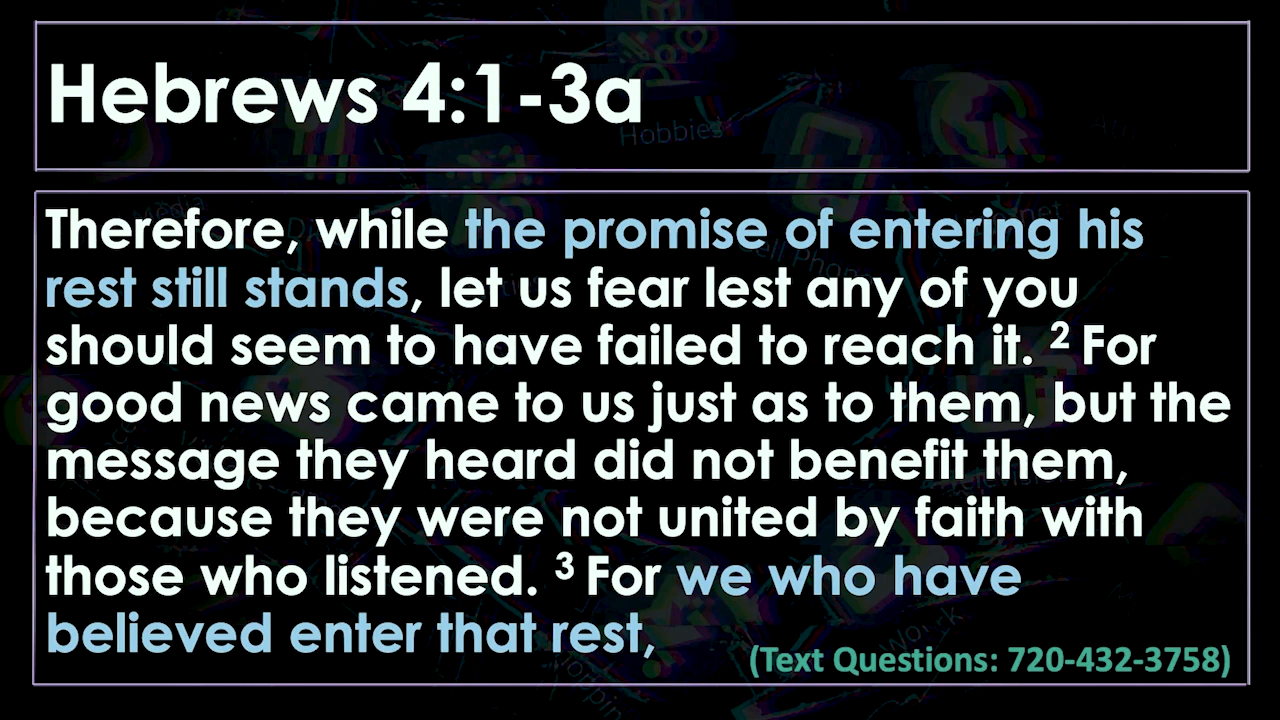 Hebrews 4:1-3a
Hobbies
Therefore, while the promise of entering his
rest still stands, let us fear lest any of you
should seem to have failed to reach it. ² For
good news came to us just as to them, but the
message they heard did not benefit them,
because they were not united by faith with
those who listened. ³ For we who have
believed enter that rest,
(Text Questions: 720-432-3758)